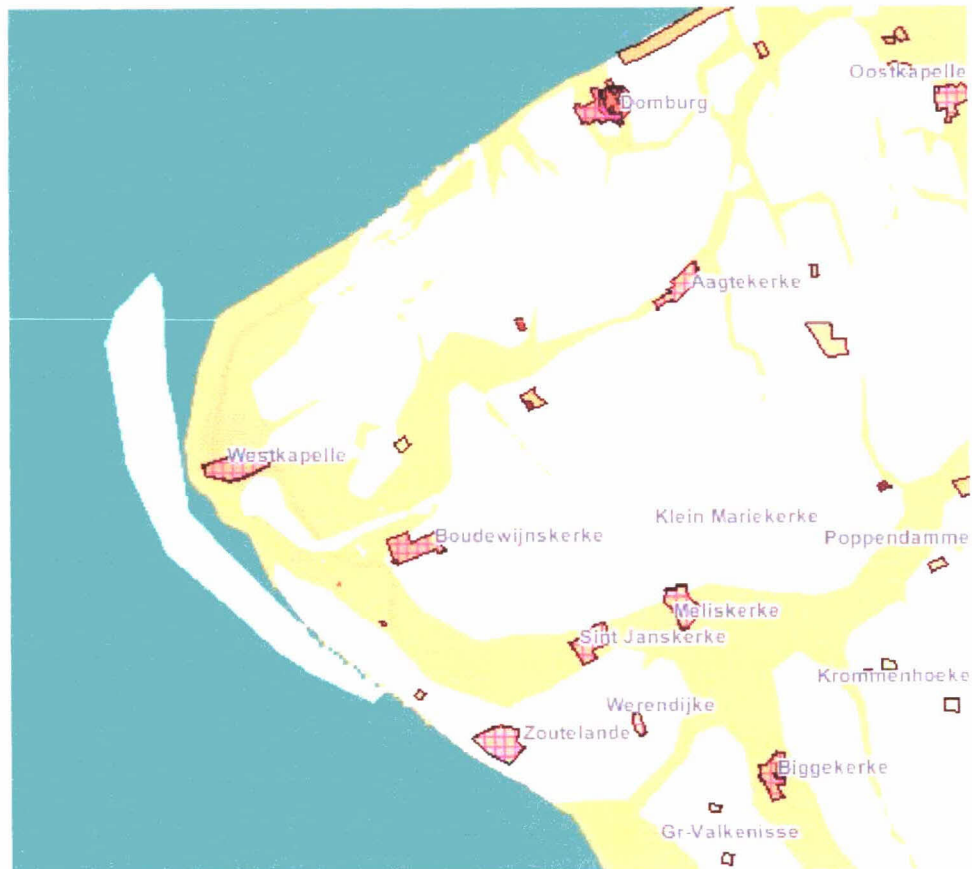 Oostkapelle
Domburg
Aagtekerke
Westkapelle
Klein Mariekerke
Boudewijnskerke
Poppendamme
Meliskerke
Sint Janskerke
Krommenhoeke
Werendijke
Zoutelande
Biggekerke
Gr-Valkenisse